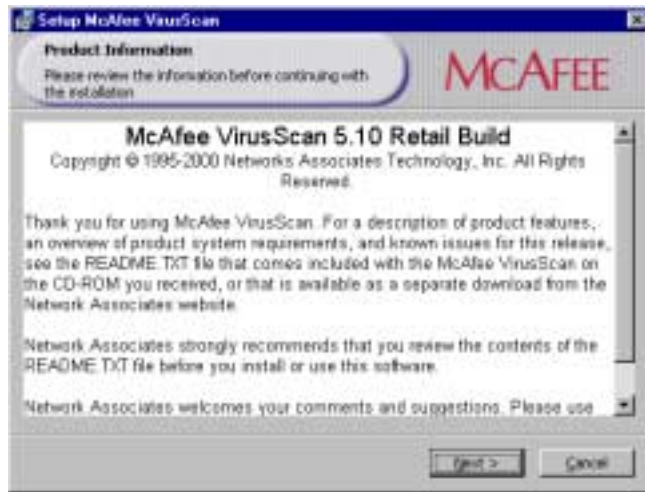 Setup McAfee VirusScan
Product Information
Please review the information before continuing with
the installation
MCAFEE
McAfee VirusScan 5.10 Retail Build
Copyright © 1995-2000 Networks Associates Technology, Inc. All Rights
Reserved.
Thank you for using McAfee VirusScan. For a description of product features,
an overview of product system requirements, and known issues for this release,
see the README.TXT file that comes included with the McAfee VirusScan on
the CD-ROM you received, or that is available as a separate download from the
Network Associates website.
Network Associates strongly recommends that you review the contents of the
README.TXT file before you install or use this software.
Network Associates welcomes your comments and suggestions. Please use
Next >
Cancel